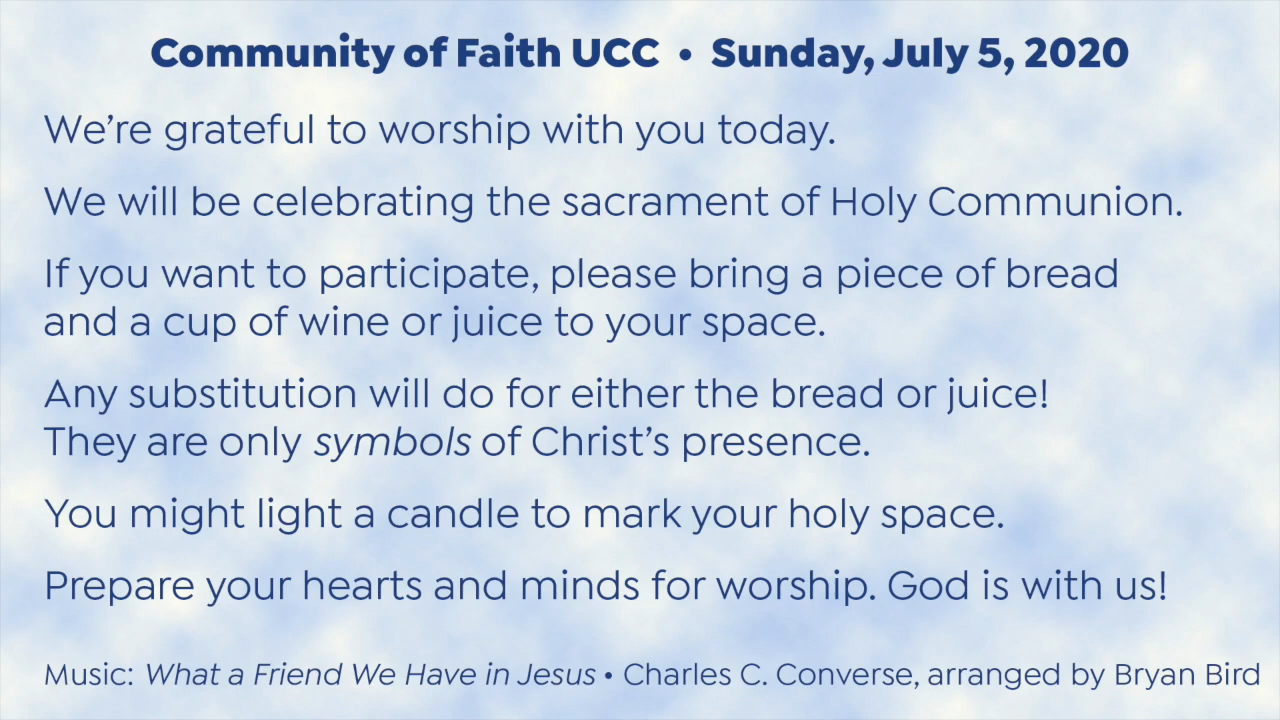 Community of Faith UCC • Sunday, July 5, 2020
We’re grateful to worship with you today.
We will be celebrating the sacrament of Holy Communion.
If you want to participate, please bring a piece of bread
and a cup of wine or juice to your space.
Any substitution will do for either the bread or juice!
They are only symbols of Christ’s presence.
You might light a candle to mark your holy space.
Prepare your hearts and minds for worship. God is with us!
Music: What a Friend We Have in Jesus • Charles C. Converse, arranged by Bryan Bird